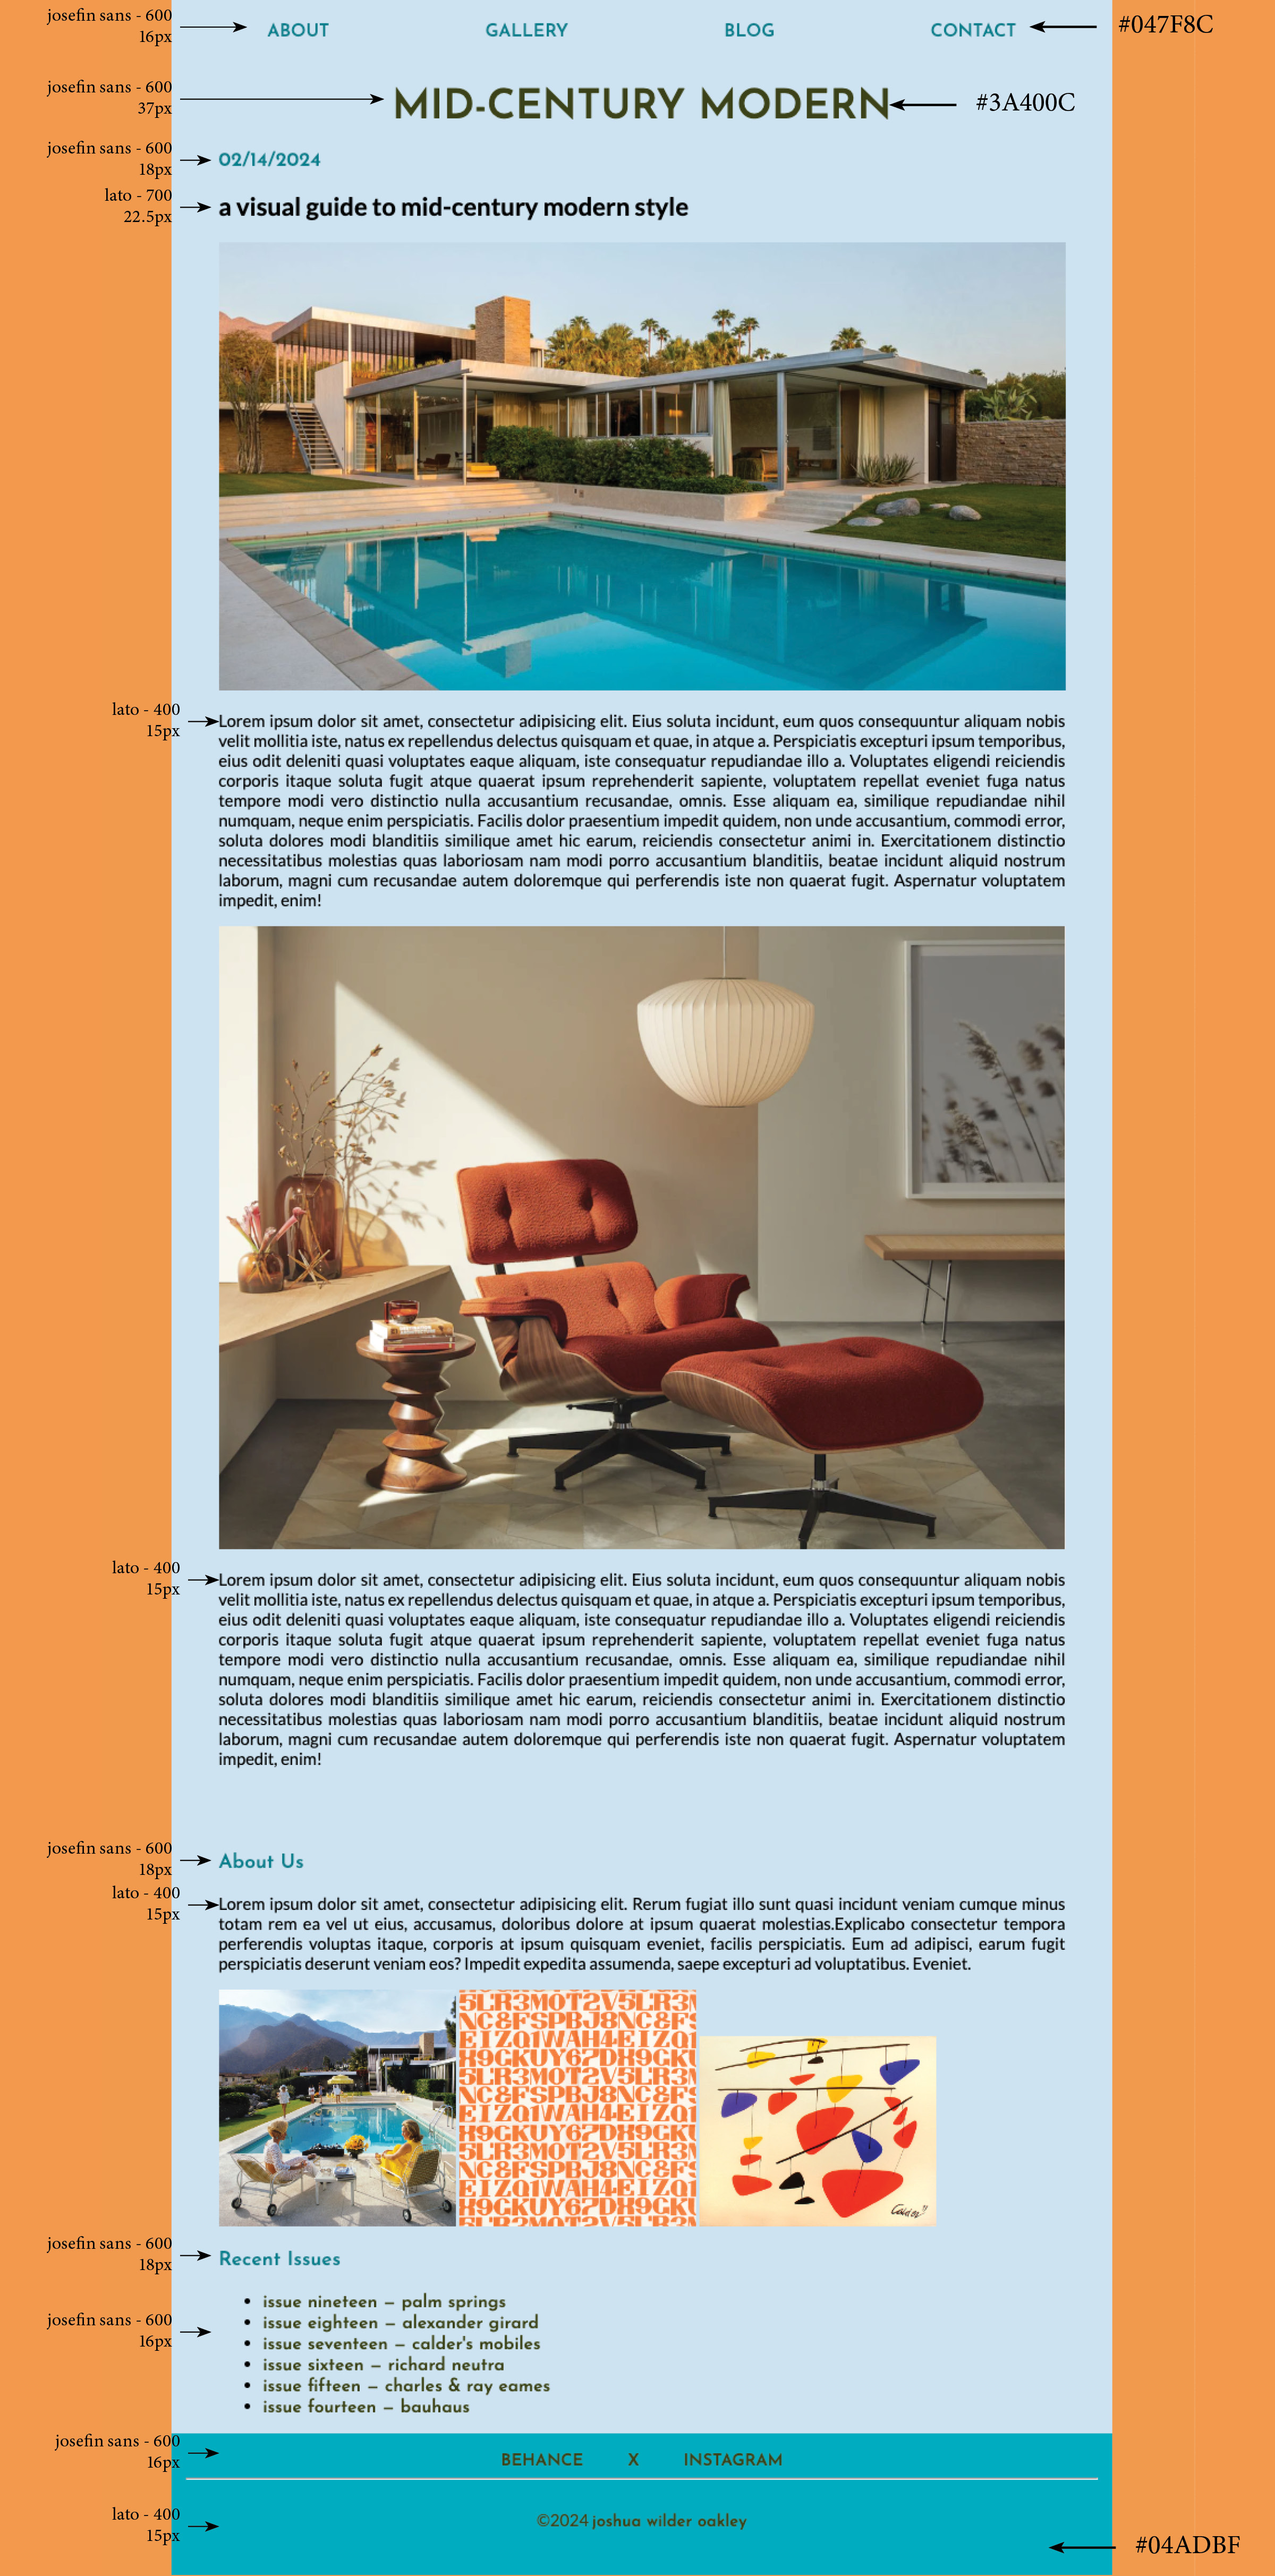 josefin sans - 600
16px
ABOUT GALLERY BLOG CONTACT
#047F8C
josefin sans - 600
37px
MID-CENTURY MODERN
#3A400C
josefin sans - 600
18px
02/14/2024
lato - 700
22.5px
a visual guide to mid-century modern style
lato - 400
15px
Lorem ipsum dolor sit amet, consectetur adipisicing elit. Eius soluta incidunt, eum quos consequuntur aliquam nobis
velit mollitia iste, natus ex repellendus delectus quisquam et quae, in atque a. Perspiciatis excepturi ipsum temporibus,
eius odit deleniti quasi voluptates eaque aliquam, iste consequatur repudiandae illo a. Voluptates eligendi reiciendis
corporis itaque soluta fugit atque quaerat ipsum reprehenderit sapiente, voluptatem repellat eveniet fuga natus
tempore modi vero distinctio nulla accusantium recusandae, omnis. Esse aliquam ea, similique repudiandae nihil
numquam, neque enim perspiciatis. Facilis dolor praesentium impedit quidem, non unde accusantium, commodi error,
soluta dolores modi blanditiis similique amet hic earum, reiciendis consectetur animi in. Exercitationem distinctio
necessitatibus molestias quas laboriosam nam modi porro accusantium blanditiis, beatae incidunt aliquid nostrum
laborum, magni cum recusandae autem doloremque qui perferendis iste non quaerat fugit. Aspernatur voluptatem
impedit, enim!
lato - 400
15px
Lorem ipsum dolor sit amet, consectetur adipisicing elit. Eius soluta incidunt, eum quos consequuntur aliquam nobis
velit mollitia iste, natus ex repellendus delectus quisquam et quae, in atque a. Perspiciatis excepturi ipsum temporibus,
eius odit deleniti quasi voluptates eaque aliquam, iste consequatur repudiandae illo a. Voluptates eligendi reiciendis
corporis itaque soluta fugit atque quaerat ipsum reprehenderit sapiente, voluptatem repellat eveniet fuga natus
tempore modi vero distinctio nulla accusantium recusandae, omnis. Esse aliquam ea, similique repudiandae nihil
numquam, neque enim perspiciatis. Facilis dolor praesentium impedit quidem, non unde accusantium, commodi error,
soluta dolores modi blanditiis similique amet hic earum, reiciendis consectetur animi in. Exercitationem distinctio
necessitatibus molestias quas laboriosam nam modi porro accusantium blanditiis, beatae incidunt aliquid nostrum
laborum, magni cum recusandae autem doloremque qui perferendis iste non quaerat fugit. Aspernatur voluptatem
impedit, enim!
josefin sans - 600
18px
About Us
lato - 400
15px
Lorem ipsum dolor sit amet, consectetur adipisicing elit. Rerum fugiat illo sunt quasi incidunt veniam cumque minus
totam rem ea vel ut eius, accusamus, doloribus dolore at ipsum quaerat molestias.Explicabo consectetur tempora
perferendis voluptas itaque, corporis at ipsum quisquam eveniet, facilis perspiciatis. Eum ad adipisci, earum fugit
perspiciatis deserunt veniam eos? Impedit expedita assumenda, saepe excepturi ad voluptatibus. Eveniet.
5LR3MOT2V5LR3M
NC&FSPBJ8NC&FS
EIZQ1WAH4EIZQ1
X9GKUY67DX9GKU
5LR3MOT2V5LR3M
NC&FSPBJ8NC&FS
EIZQ1WAH4EIZQ1
X9GKUY67DX9GKU
5LR3MOT2V5LR3M
NC&FSPBJ8NC&FS
EIZQ1WAH4EIZQ1
X9GKUY67DX9GKU
5LR3MOT2V5LR3M
Calder
josefin sans - 600
18px
Recent Issues
josefin sans - 600
16px
• issue nineteen – palm springs
• issue eighteen – alexander girard
• issue seventeen – calder's mobiles
• issue sixteen – richard neutra
• issue fifteen – charles & ray eames
• issue fourteen – bauhaus
josefin sans - 600
16px
BEHANCE X INSTAGRAM
lato - 400
15px
©2024 joshua wilder oakley
#04ADBF